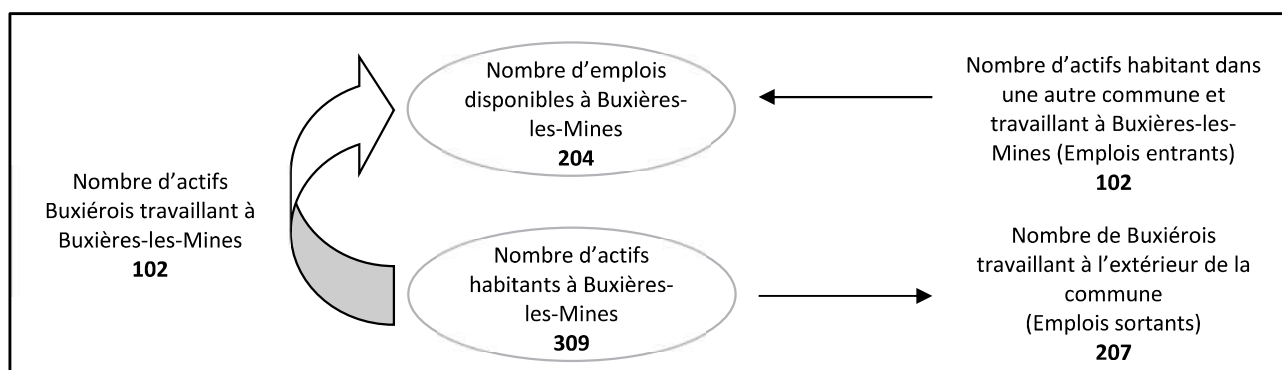 Nombre d'actifs
Buxiérois travaillant à
Buxières-les-Mines
102
Nombre d'emplois
disponibles à Buxières-
les-Mines
204
Nombre d'actifs habitant dans
une autre commune et
travaillant à Buxières-les-
Mines (Emplois entrants)
102
Nombre d'actifs
habitants à Buxières-
les-Mines
309
Nombre de Buxiérois
travaillant à l'extérieur de la
commune
(Emplois sortants)
207